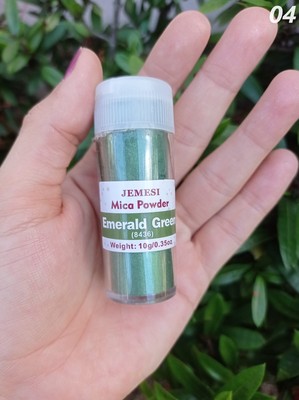 04
JEMESI
Mica Powder
Emerald Green
(8436)
Weight: 10g/0.35oz